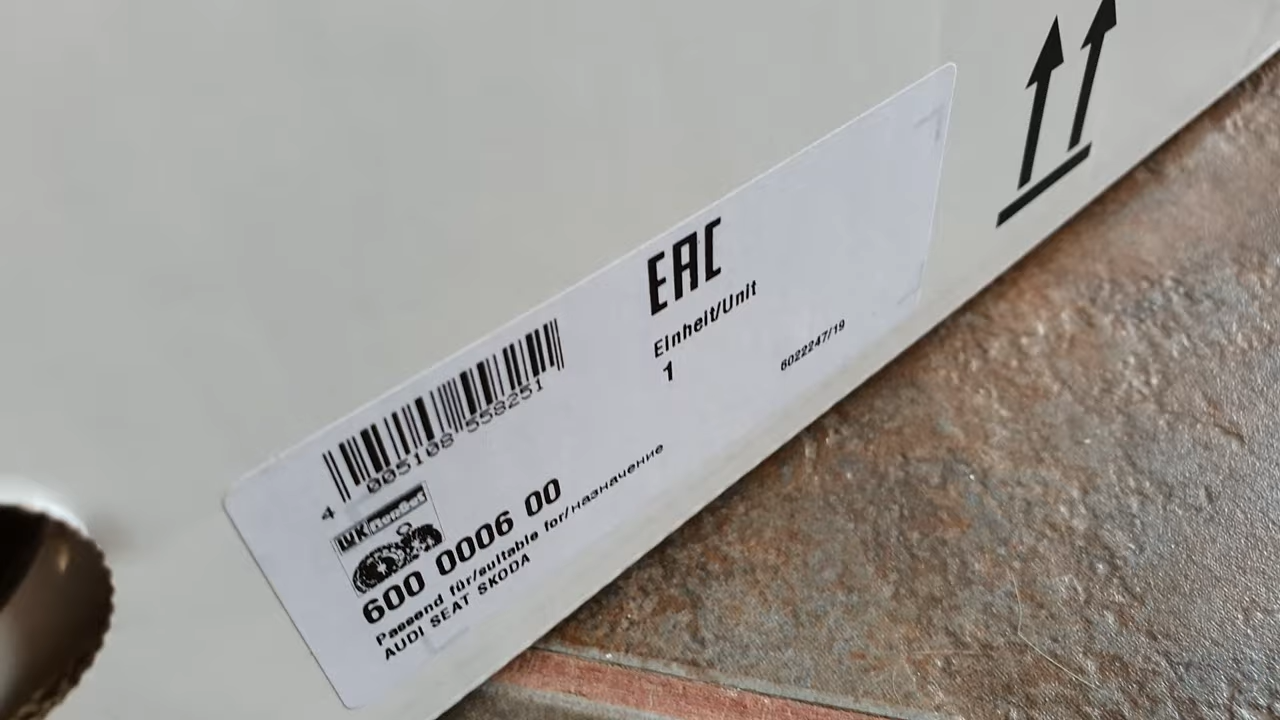 EAC
Einheit/Unit
1
6022247/19
4 005108 558251
LUK RepSet
600 0006 00
Passend für/suitable for/назначение
AUDI SEAT SKODA